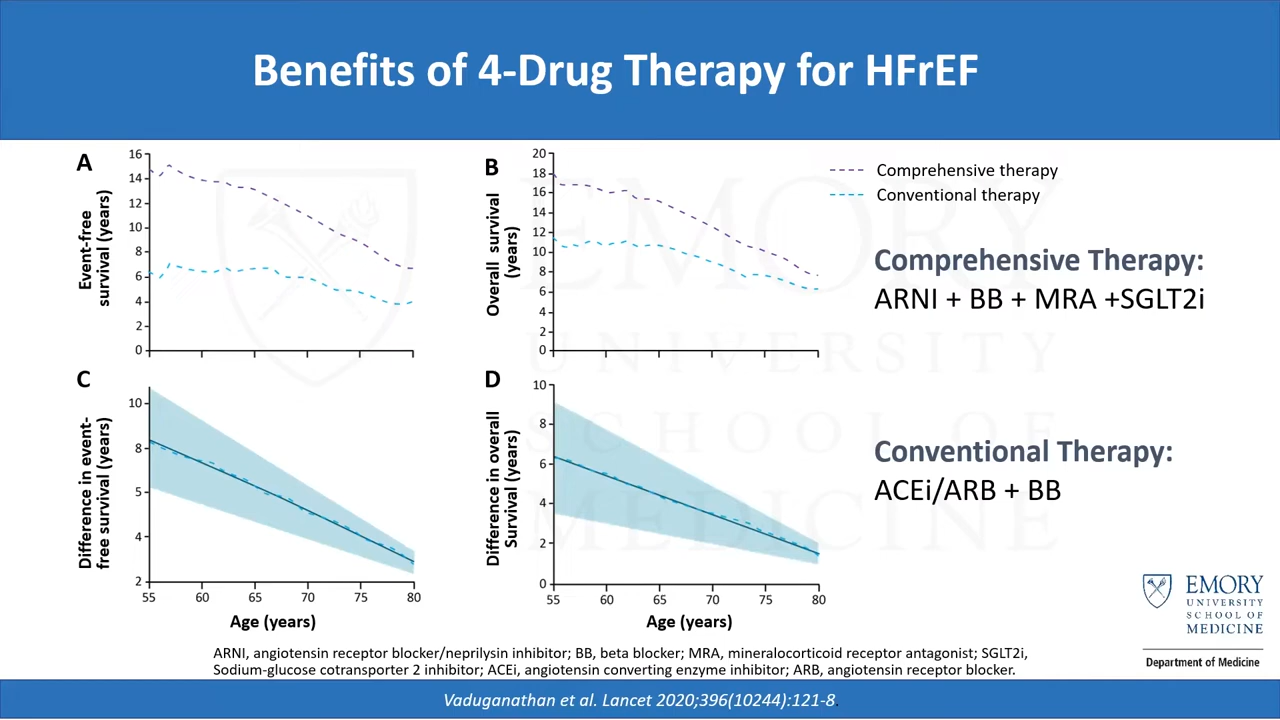 Benefits of 4-Drug Therapy for HFrEF
A
16
14
12
10
8
6
4
2
0
Event-free
survival (years)
B
20
18
16
14
12
10
8
6
4
2
0
Overall survival
(years)
Comprehensive therapy
Conventional therapy
Comprehensive Therapy:
ARNI + BB + MRA +SGLT2i
C
10
8
5
4
2
Difference in event-
free survival (years)
55 60 65 70 75 80
Age (years)
D
10
8
6
4
2
0
Difference in overall
Survival (years)
55 60 65 70 75 80
Age (years)
Conventional Therapy:
ACEi/ARB + BB
EMORY
UNIVERSITY
SCHOOL OF
MEDICINE
EMORY
UNIVERSITY
SCHOOL OF
MEDICINE
Department of Medicine
ARNI, angiotensin receptor blocker/neprilysin inhibitor; BB, beta blocker; MRA, mineralocorticoid receptor antagonist; SGLT2i,
Sodium-glucose cotransporter 2 inhibitor; ACEi, angiotensin converting enzyme inhibitor; ARB, angiotensin receptor blocker.
Vaduganathan et al. Lancet 2020;396(10244):121-8.